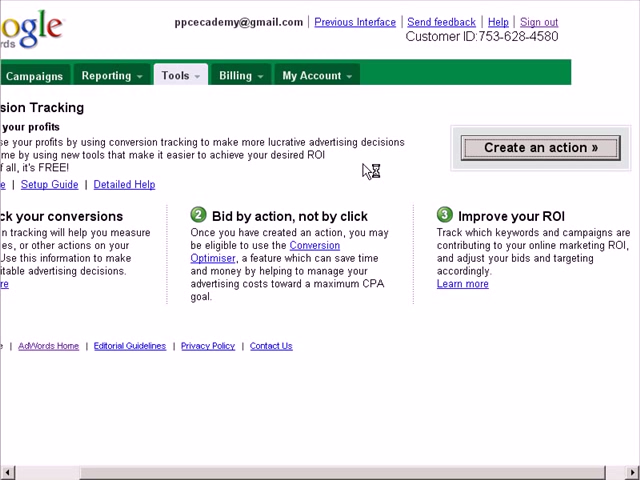 ogle
ords
ppcecademy@gmail.com | Previous Interface | Send feedback | Help | Sign out
Customer ID:753-628-4580
Campaigns Reporting Tools Billing My Account
sion Tracking
your profits
se your profits by using conversion tracking to make more lucrative advertising decisions
me by using new tools that make it easier to achieve your desired ROI
f all, it's FREE!
e | Setup Guide | Detailed Help
Create an action »
ck your conversions
n tracking will help you measure
es, or other actions on your
Use this information to make
itable advertising decisions.
re
2 Bid by action, not by click
Once you have created an action, you may
be eligible to use the Conversion
Optimiser, a feature which can save time
and money by helping to manage your
advertising costs toward a maximum CPA
goal.
3 Improve your ROI
Track which keywords and campaigns are
contributing to your online marketing ROI,
and adjust your bids and targeting
accordingly.
Learn more
e | AdWords Home | Editorial Guidelines | Privacy Policy | Contact Us